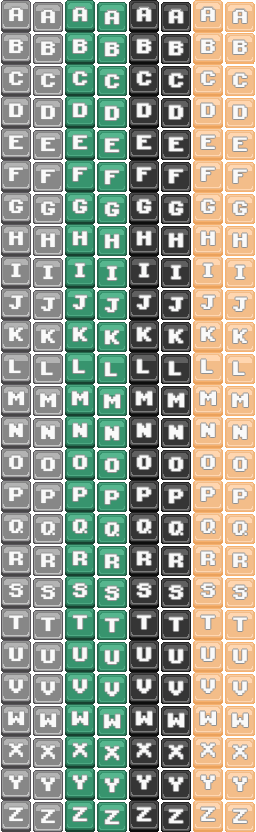 A A A A A A A A
B B B B B B B B
C C C C C C C C
D D D D D D D D
E E E E E E E E
F F F F F F F F
G G G G G G G G
H H H H H H H H
I I I I I I I I
J J J J J J J J
K K K K K K K K
L L L L L L L L
M M M M M M M M
N N N N N N N N
O O O O O O O O
P P P P P P P P
Q Q Q Q Q Q Q Q
R R R R R R R R
S S S S S S S S
T T T T T T T T
U U U U U U U U
V V V V V V V V
W W W W W W W W
X X X X X X X X
Y Y Y Y Y Y Y Y
Z Z Z Z Z Z Z Z